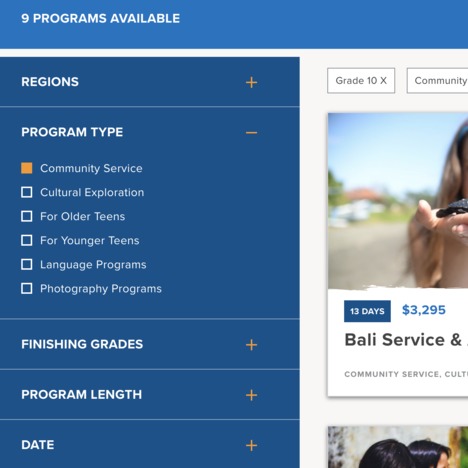 9 PROGRAMS AVAILABLE
REGIONS
PROGRAM TYPE
Community Service
Cultural Exploration
For Older Teens
For Younger Teens
Language Programs
Photography Programs
FINISHING GRADES
PROGRAM LENGTH
DATE
Grade 10 X
Community
13 DAYS $3,295
Bali Service &
COMMUNITY SERVICE, CULTU